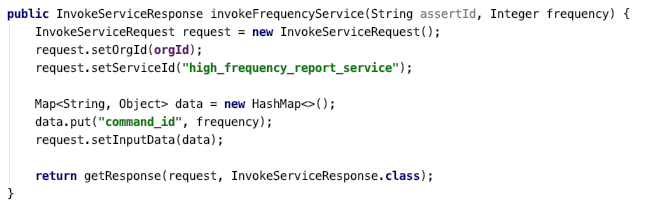 public InvokeServiceResponse invokeFrequencyService(String assertId, Integer frequency) {
    InvokeServiceRequest request = new InvokeServiceRequest();
    request.setOrgId(orgId);
    request.setServiceId("high_frequency_report_service");

    Map<String, Object> data = new HashMap<>();
    data.put("command_id", frequency);
    request.setInputData(data);

    return getResponse(request, InvokeServiceResponse.class);
}